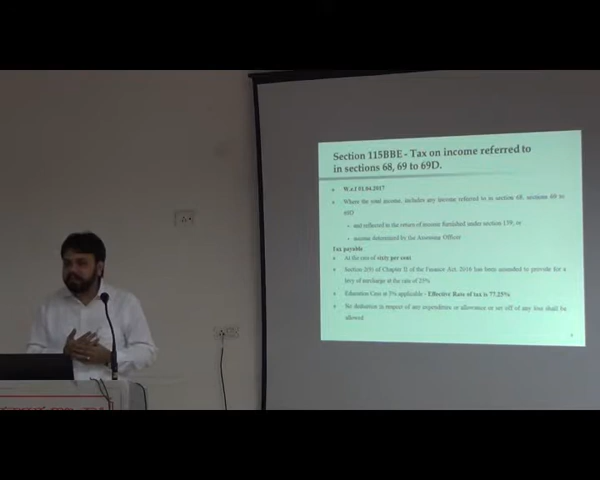 Section 115BBE - Tax on income referred to
in sections 68, 69 to 69D.
W.e.f 01.04.2017
Where the total income, includes any income referred to in section 68, sections 69 to
69D
and reflected in the return of income furnished under section 139; or
income determined by the Assessing Officer
Tax payable
At the rate of sixty per cent
Section 2(9) of Chapter II of the Finance Act, 2016 has been amended to provide for a
levy of surcharge at the rate of 25%
Education Cess at 3% applicable - Effective Rate of tax is 77.25%
No deduction in respect of any expenditure or allowance or set off of any loss shall be
allowed